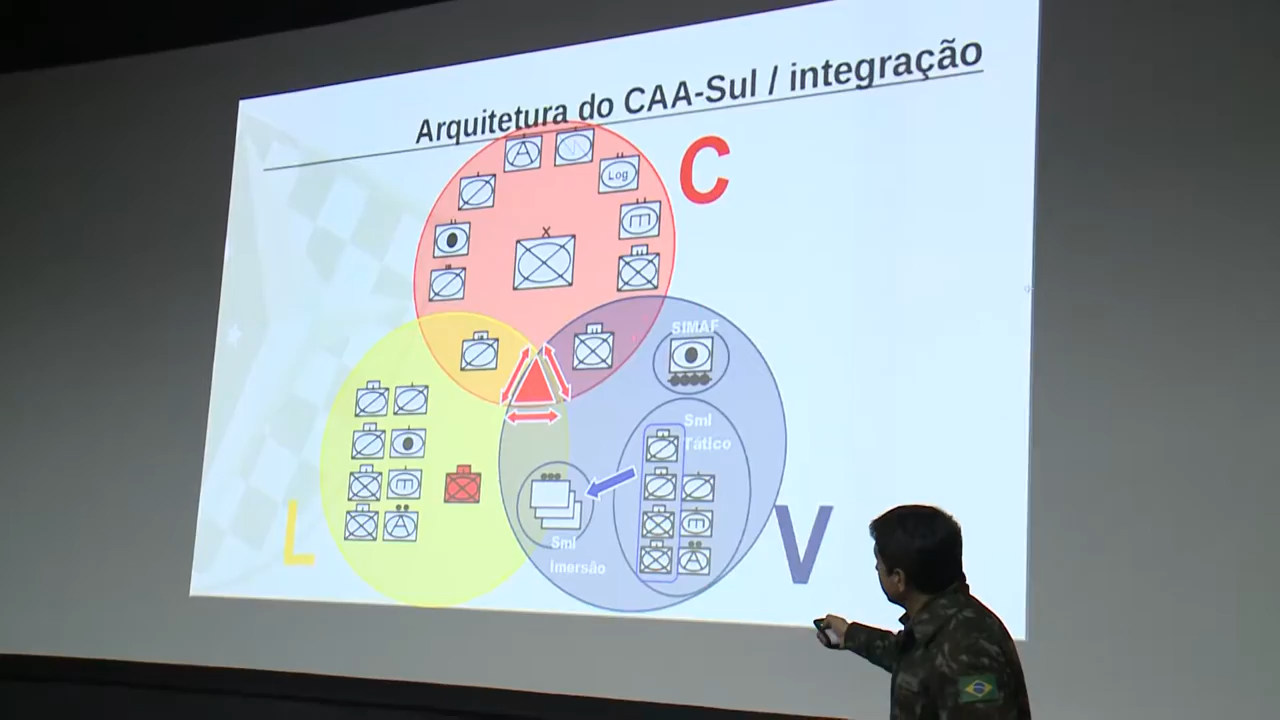 Arquitetura do CAA-Sul / integração
C
A
Log
X
SIMAF
Sml
Tático
L
A
Sml
Imersão
A
V